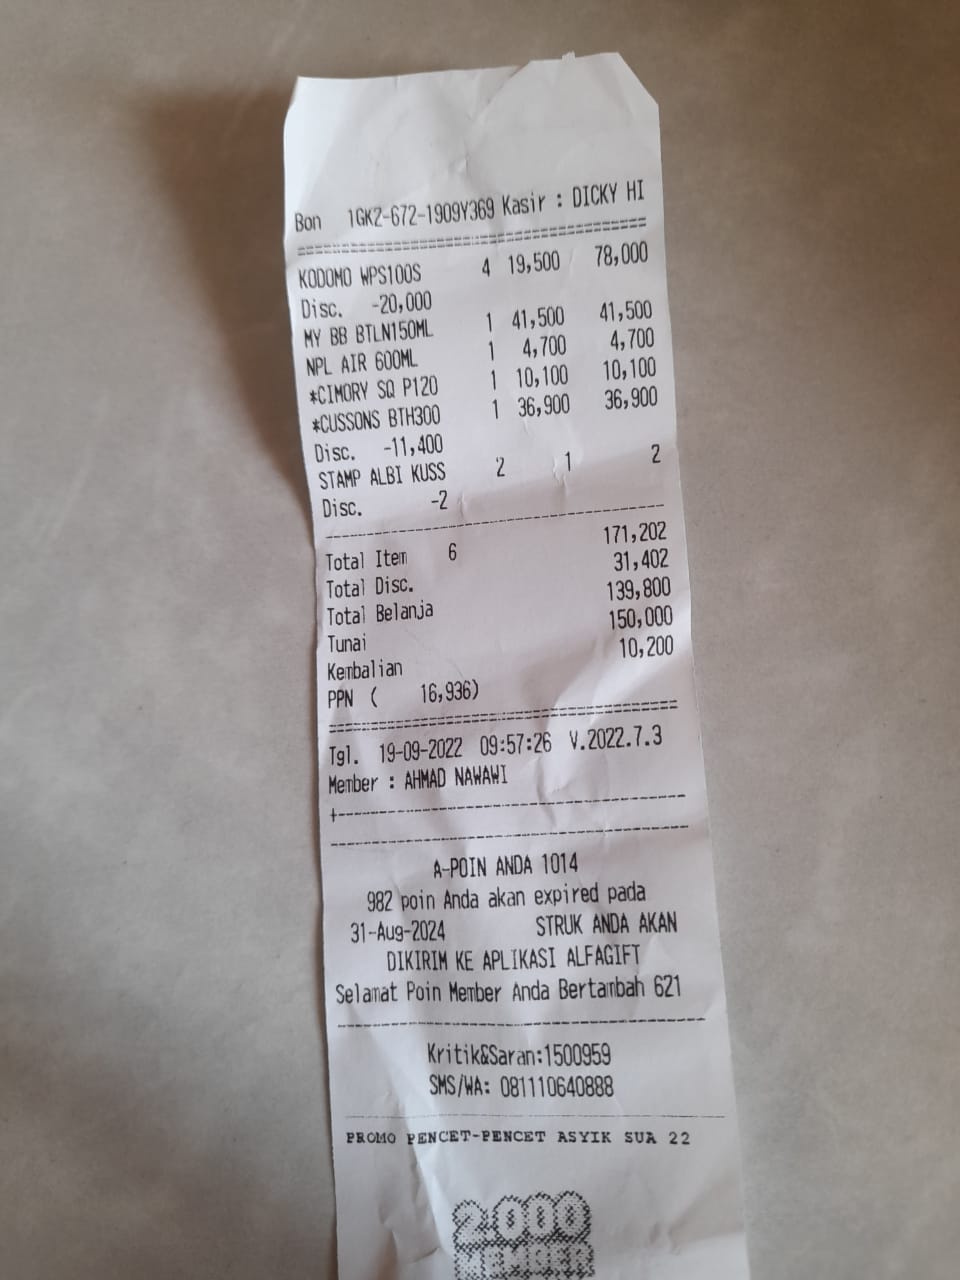 Bon 1GK2-672-1909Y369 Kasir : DICKY HI
KODOMO WPS100S 4 19,500 78,000
Disc. -20,000
MY BB BTLN150ML 1 41,500 41,500
NPL AIR 600ML 1 4,700 4,700
*CIMORY SQ P120 1 10,100 10,100
*CUSSONS BTH300 1 36,900 36,900
Disc. -11,400
STAMP ALBI KUSS 2 1 2
Disc. -2
Total Item 6 171,202
Total Disc. 31,402
Total Belanja 139,800
Tunai 150,000
Kembalian 10,200
PPN ( 16,936)
Tgl. 19-09-2022 09:57:26 V.2022.7.3
Member : AHMAD NAWAWI
A-POIN ANDA 1014
982 poin Anda akan expired pada
31-Aug-2024 STRUK ANDA AKAN
DIKIRIM KE APLIKASI ALFAGIFT
Selamat Poin Member Anda Bertambah 621
Kritik&Saran:1500959
SMS/WA: 081110640888
PROMO PENCET-PENCET ASYIK SUA 22
2.000
MEMBER